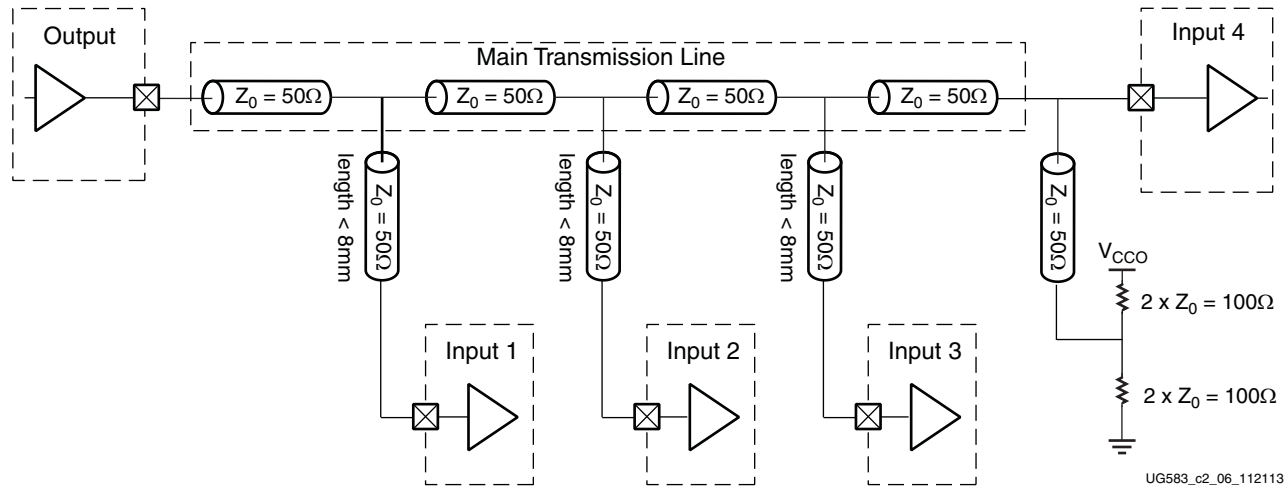 Output
Main Transmission Line
Input 4
Z0 = 50Ω
Z0 = 50Ω
Z0 = 50Ω
Z0 = 50Ω
length < 8mm
Z0 = 50Ω
length < 8mm
Z0 = 50Ω
length < 8mm
Z0 = 50Ω
Z0 = 50Ω
VCCO
2 x Z0 = 100Ω
2 x Z0 = 100Ω
Input 1
Input 2
Input 3
UG583_c2_06_112113